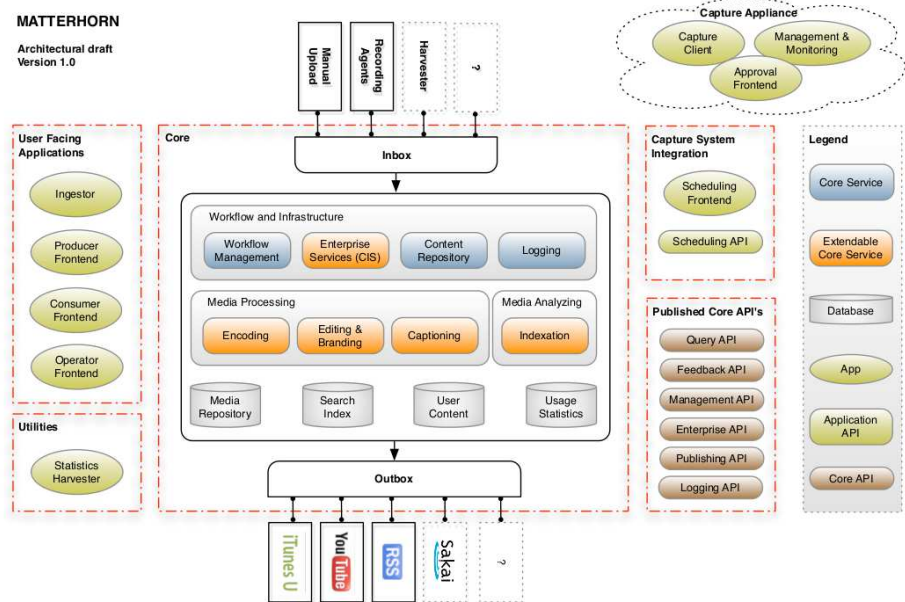 MATTERHORN
Architectural draft
Version 1.0
Manual
Upload
Recording
Agents
Harvester
?
Capture Appliance
Capture
Client
Management &
Monitoring
Approval
Frontend
User Facing
Applications
Ingestor
Producer
Frontend
Consumer
Frontend
Operator
Frontend
Utilities
Statistics
Harvester
Core
Inbox
Workflow and Infrastructure
Workflow
Management
Enterprise
Services (CIS)
Content
Repository
Logging
Media Processing
Encoding
Editing &
Branding
Captioning
Media Analyzing
Indexation
Media
Repository
Search
Index
User
Content
Usage
Statistics
Outbox
iTunes U
YouTube
RSS
Sakai
?
Capture System
Integration
Scheduling
Frontend
Scheduling API
Published Core API's
Query API
Feedback API
Management API
Enterprise API
Publishing API
Logging API
Legend
Core Service
Extendable
Core Service
Database
App
Application
API
Core API